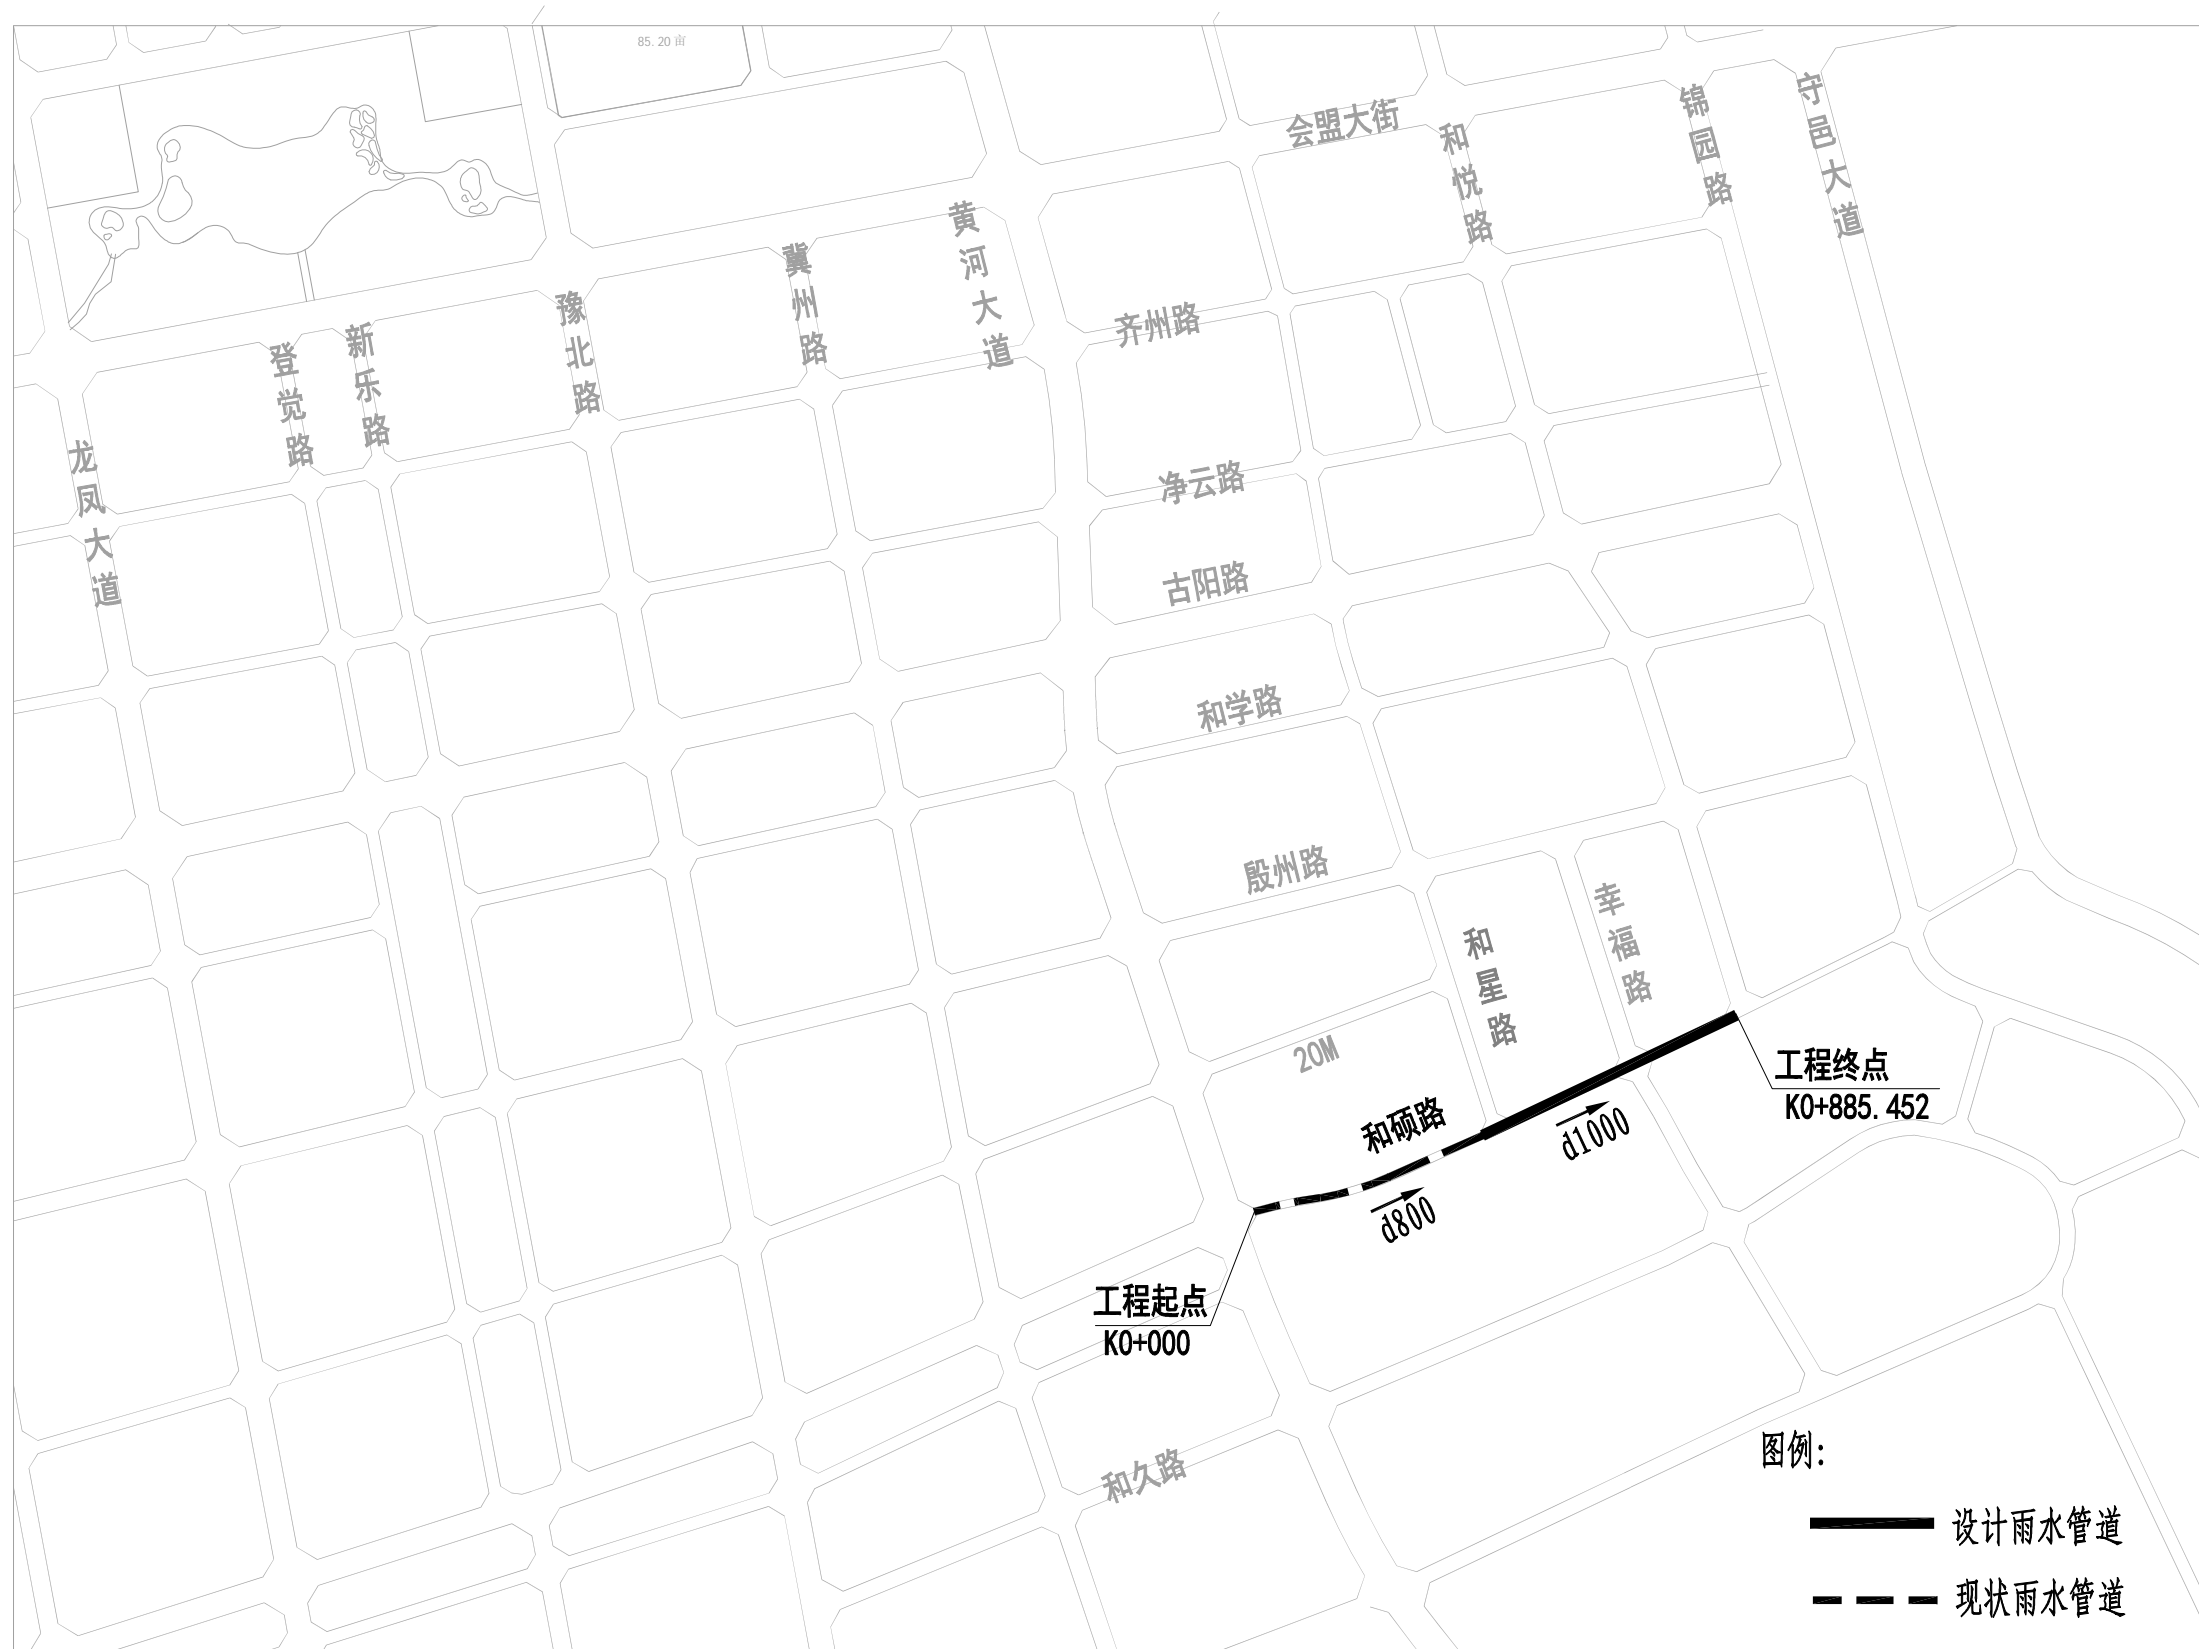 85.20亩
会盟大街
和悦路
锦园路
守邑大道
黄河大道
冀州路
豫北路
新乐路
登觉路
龙凤大道
齐州路
净云路
古阳路
和学路
殷州路
和星路
幸福路
20M
和硕路
d1000
d800
工程终点
K0+885.452
工程起点
K0+000
和久路
图例：
设计雨水管道
现状雨水管道